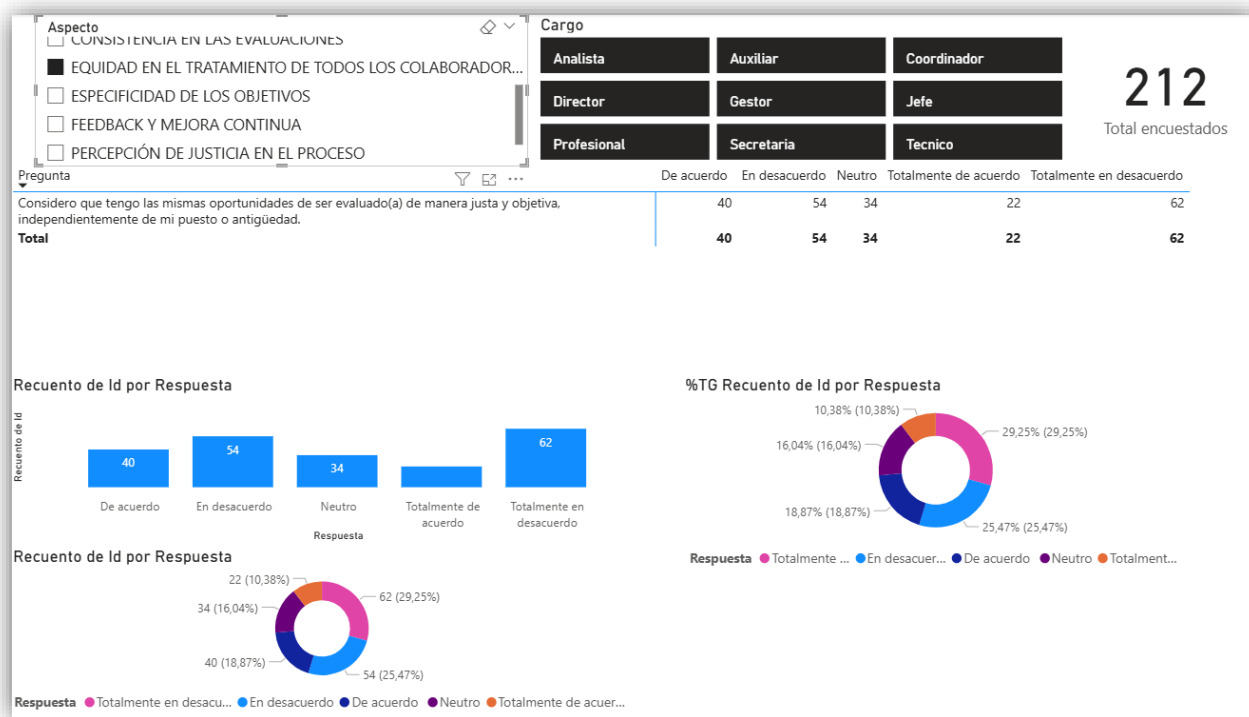 Aspecto
CONSISTENCIA EN LAS EVALUACIONES
EQUIDAD EN EL TRATAMIENTO DE TODOS LOS COLABORADOR...
ESPECIFICIDAD DE LOS OBJETIVOS
FEEDBACK Y MEJORA CONTINUA
PERCEPCIÓN DE JUSTICIA EN EL PROCESO
Cargo
Analista Auxiliar Coordinador
Director Gestor Jefe
Profesional Secretaria Tecnico
212
Total encuestados
Pregunta De acuerdo En desacuerdo Neutro Totalmente de acuerdo Totalmente en desacuerdo
Considero que tengo las mismas oportunidades de ser evaluado(a) de manera justa y objetiva, 40 54 34 22 62
independientemente de mi puesto o antigüedad.
Total 40 54 34 22 62
Recuento de Id por Respuesta
Recuento de Id
40 54 34 62
De acuerdo En desacuerdo Neutro Totalmente de Totalmente en
acuerdo desacuerdo
Respuesta
%TG Recuento de Id por Respuesta
10,38% (10,38%)
29,25% (29,25%)
16,04% (16,04%)
18,87% (18,87%)
25,47% (25,47%)
Respuesta Totalmente ... En desacuer... De acuerdo Neutro Totalment...
Recuento de Id por Respuesta
22 (10,38%)
62 (29,25%)
34 (16,04%)
40 (18,87%)
54 (25,47%)
Respuesta Totalmente en desacu... En desacuerdo De acuerdo Neutro Totalmente de acuer...